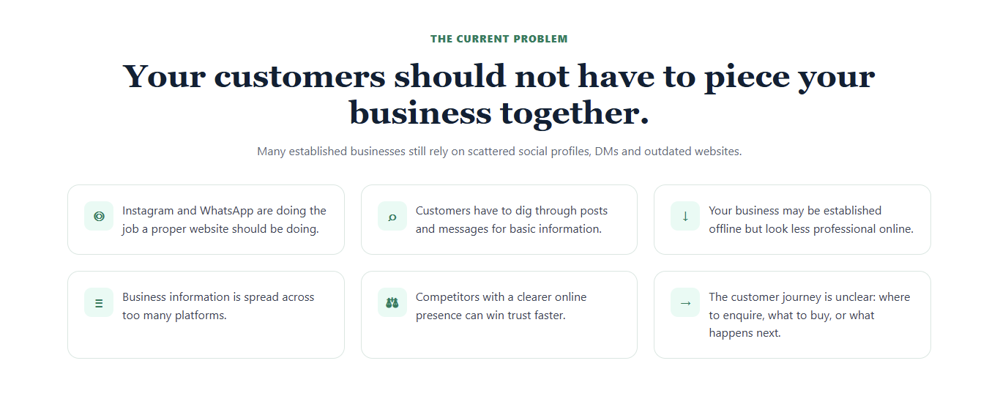 THE CURRENT PROBLEM
Your customers should not have to piece your
business together.
Many established businesses still rely on scattered social profiles, DMs and outdated websites.
Instagram and WhatsApp are doing the
job a proper website should be doing.
Customers have to dig through posts
and messages for basic information.
Your business may be established
offline but look less professional online.
Business information is spread across
too many platforms.
Competitors with a clearer online
presence can win trust faster.
The customer journey is unclear: where
to enquire, what to buy, or what
happens next.